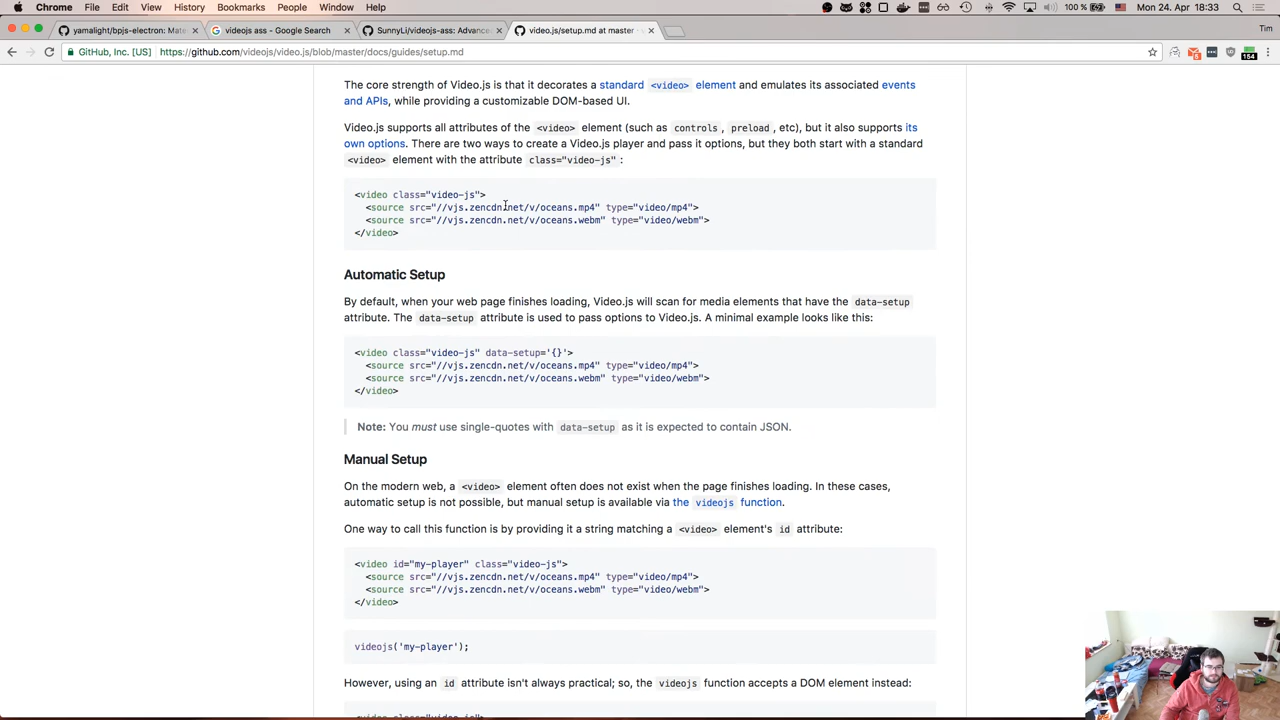 Chrome File Edit View History Bookmarks People Window Help 100 % Mon 24. Apr 18:33
yamalight/bpjs-electron: Mate videojs ass - Google Search SunnyLi/videojs-ass: Advance video.js/setup.md at master Tim
GitHub, Inc. [US] https://github.com/videojs/video.js/blob/master/docs/guides/setup.md 154
The core strength of Video.js is that it decorates a standard <video> element and emulates its associated events
and APIs, while providing a customizable DOM-based UI.
Video.js supports all attributes of the <video> element (such as controls, preload, etc), but it also supports its
own options. There are two ways to create a Video.js player and pass it options, but they both start with a standard
<video> element with the attribute class="video-js":
<video class="video-js">
<source src="//vjs.zencdn.net/v/oceans.mp4" type="video/mp4">
<source src="//vjs.zencdn.net/v/oceans.webm" type="video/webm">
</video>
Automatic Setup
By default, when your web page finishes loading, Video.js will scan for media elements that have the data-setup
attribute. The data-setup attribute is used to pass options to Video.js. A minimal example looks like this:
<video class="video-js" data-setup='{}'>
<source src="//vjs.zencdn.net/v/oceans.mp4" type="video/mp4">
<source src="//vjs.zencdn.net/v/oceans.webm" type="video/webm">
</video>
Note: You must use single-quotes with data-setup as it is expected to contain JSON.
Manual Setup
On the modern web, a <video> element often does not exist when the page finishes loading. In these cases,
automatic setup is not possible, but manual setup is available via the videojs function.
One way to call this function is by providing it a string matching a <video> element's id attribute:
<video id="my-player" class="video-js">
<source src="//vjs.zencdn.net/v/oceans.mp4" type="video/mp4">
<source src="//vjs.zencdn.net/v/oceans.webm" type="video/webm">
</video>
videojs('my-player');
However, using an id attribute isn't always practical; so, the videojs function accepts a DOM element instead: